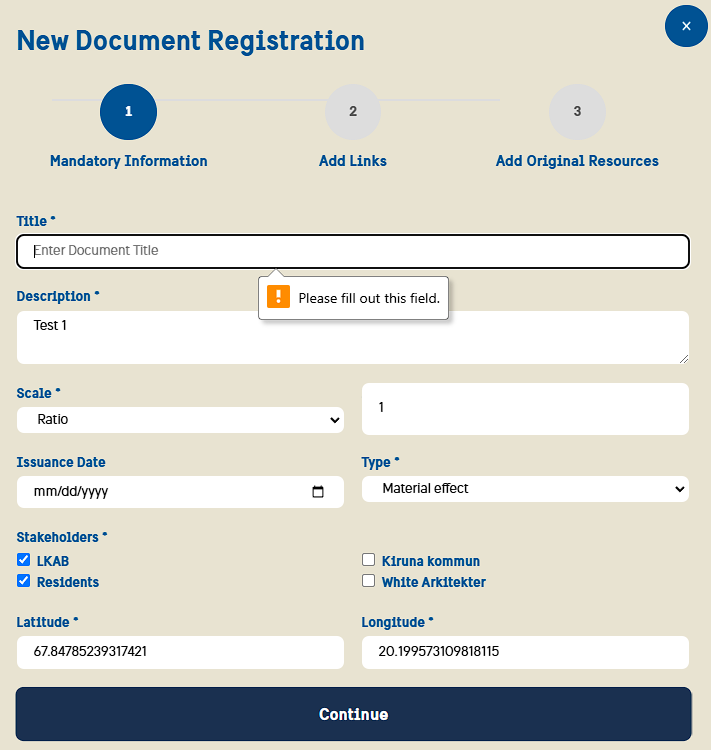 New Document Registration
×
1
2
3
Mandatory Information
Add Links
Add Original Resources
Title *
Enter Document Title
Please fill out this field.
Description *
Test 1
Scale *
Ratio
1
Issuance Date
Type *
mm/dd/yyyy
Material effect
Stakeholders *
LKAB
Kiruna kommun
Residents
White Arkitekter
Latitude *
Longitude *
67.84785239317421
20.199573109818115
Continue